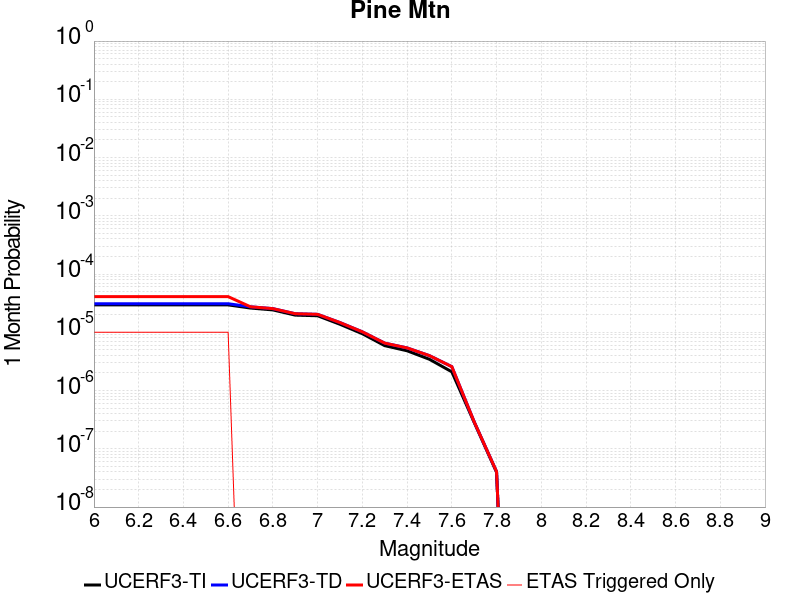 Pine Mtn
10^0
10^-1
10^-2
10^-3
10^-4
10^-5
10^-6
10^-7
10^-8
1 Month Probability
6 6.2 6.4 6.6 6.8 7 7.2 7.4 7.6 7.8 8 8.2 8.4 8.6 8.8 9
Magnitude
UCERF3-TI UCERF3-TD UCERF3-ETAS ETAS Triggered Only